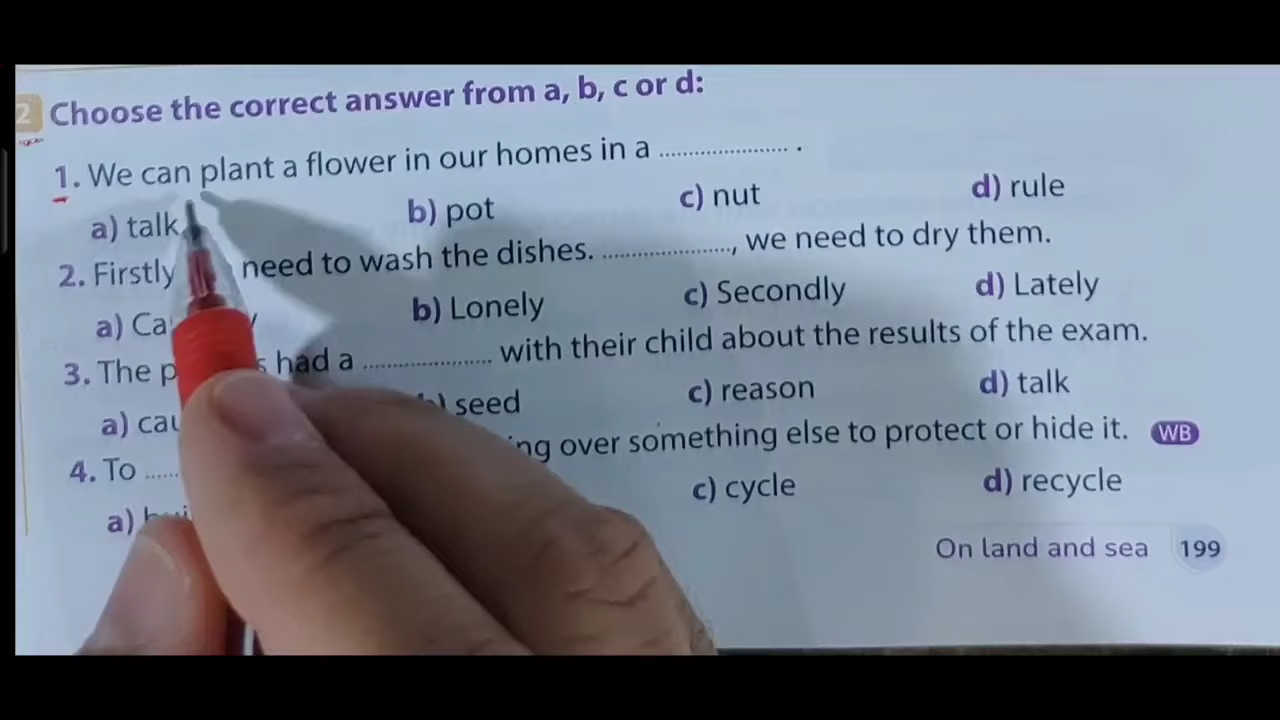 2 Choose the correct answer from a, b, c or d:
1. We can plant a flower in our homes in a .................... .
a) talk b) pot c) nut d) rule
2. Firstly need to wash the dishes. ...................., we need to dry them.
b) Lonely c) Secondly d) Lately
3. The had a .................... with their child about the results of the exam.
a) seed c) reason d) talk
4. To ...... over something else to protect or hide it. WB
a) c) cycle d) recycle
On land and sea 199